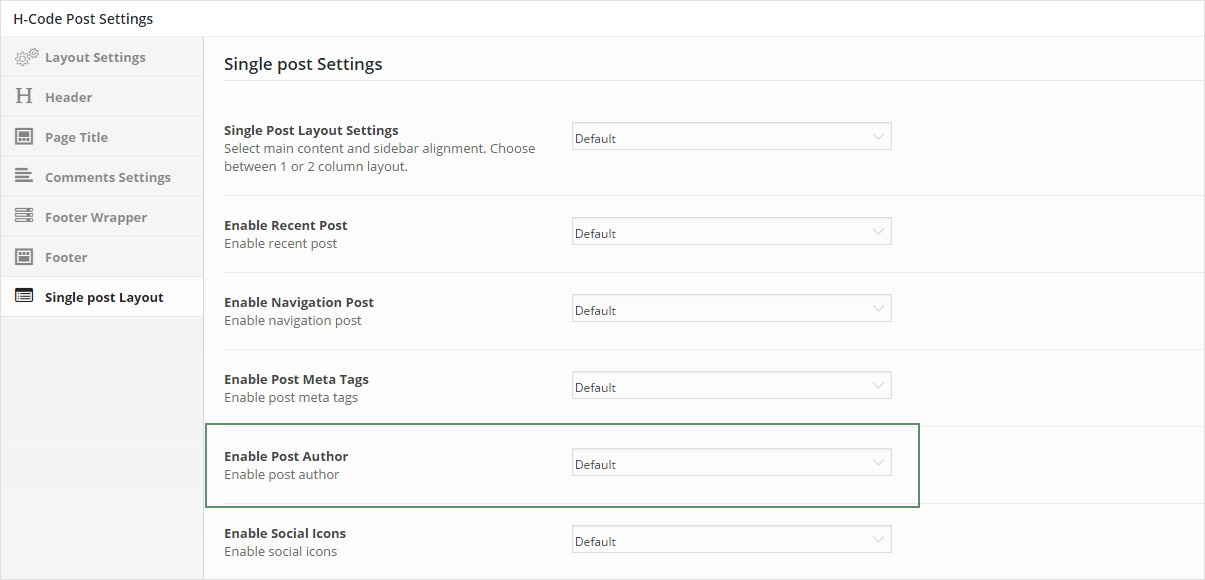 H-Code Post Settings
Layout Settings
Header
Page Title
Comments Settings
Footer Wrapper
Footer
Single post Layout
Single post Settings
Single Post Layout Settings
Select main content and sidebar alignment. Choose
between 1 or 2 column layout.
Default
Enable Recent Post
Enable recent post
Default
Enable Navigation Post
Enable navigation post
Default
Enable Post Meta Tags
Enable post meta tags
Default
Enable Post Author
Enable post author
Default
Enable Social Icons
Enable social icons
Default